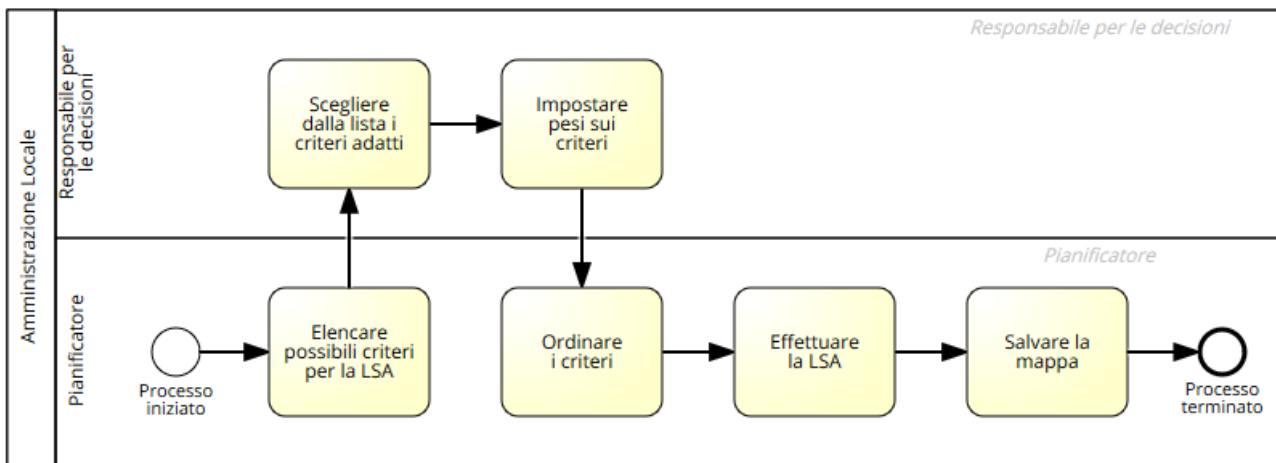 Amministrazione Locale
Responsabile per
le decisioni
Responsabile per le decisioni
Scegliere
dalla lista i
criteri adatti
Impostare
pesi sui
criteri
Pianificatore
Pianificatore
Processo
iniziato
Elencare
possibili criteri
per la LSA
Ordinare
i criteri
Effettuare
la LSA
Salvare la
mappa
Processo
terminato